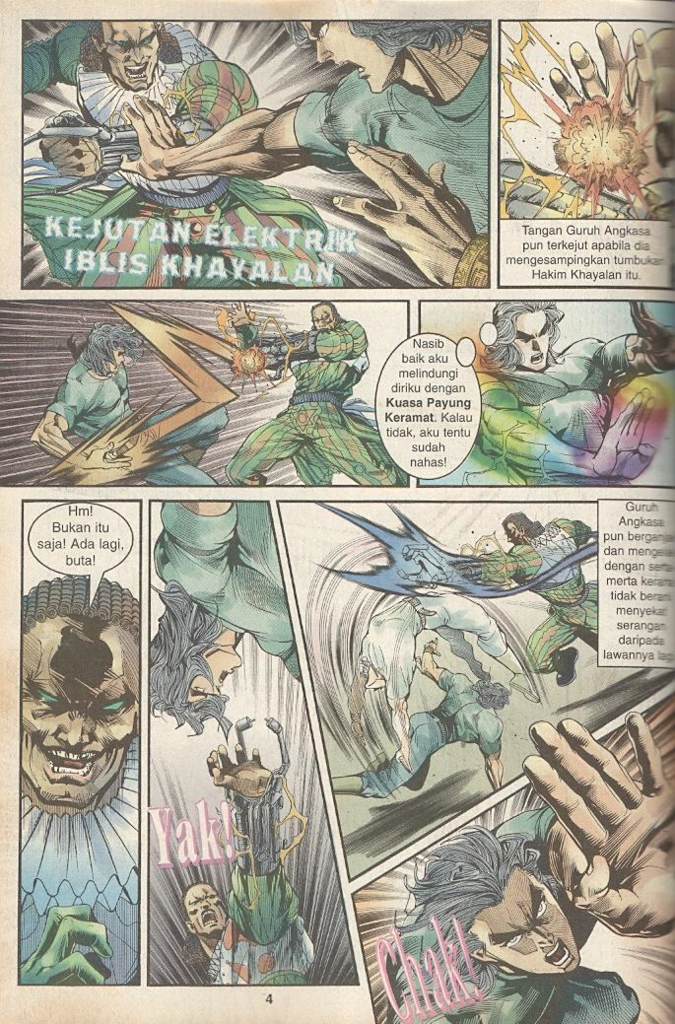 KEJUTAN ELEKTRIK
IBLIS KHAYALAN
Tangan Guruh Angkasa
pun terkejut apabila dia
mengesampingkan tumbukan
Hakim Khayalan itu.
Nasib
baik aku
melindungi
diriku dengan
Kuasa Payung
Keramat. Kalau
tidak, aku tentu
sudah
nahas!
Hm!
Bukan itu
saja! Ada lagi,
buta!
Yak!
Guruh
Angkasa
pun
dan
dengan
merta
tidak
menyekat
serangan
daripada
lawannya
Chak!
4